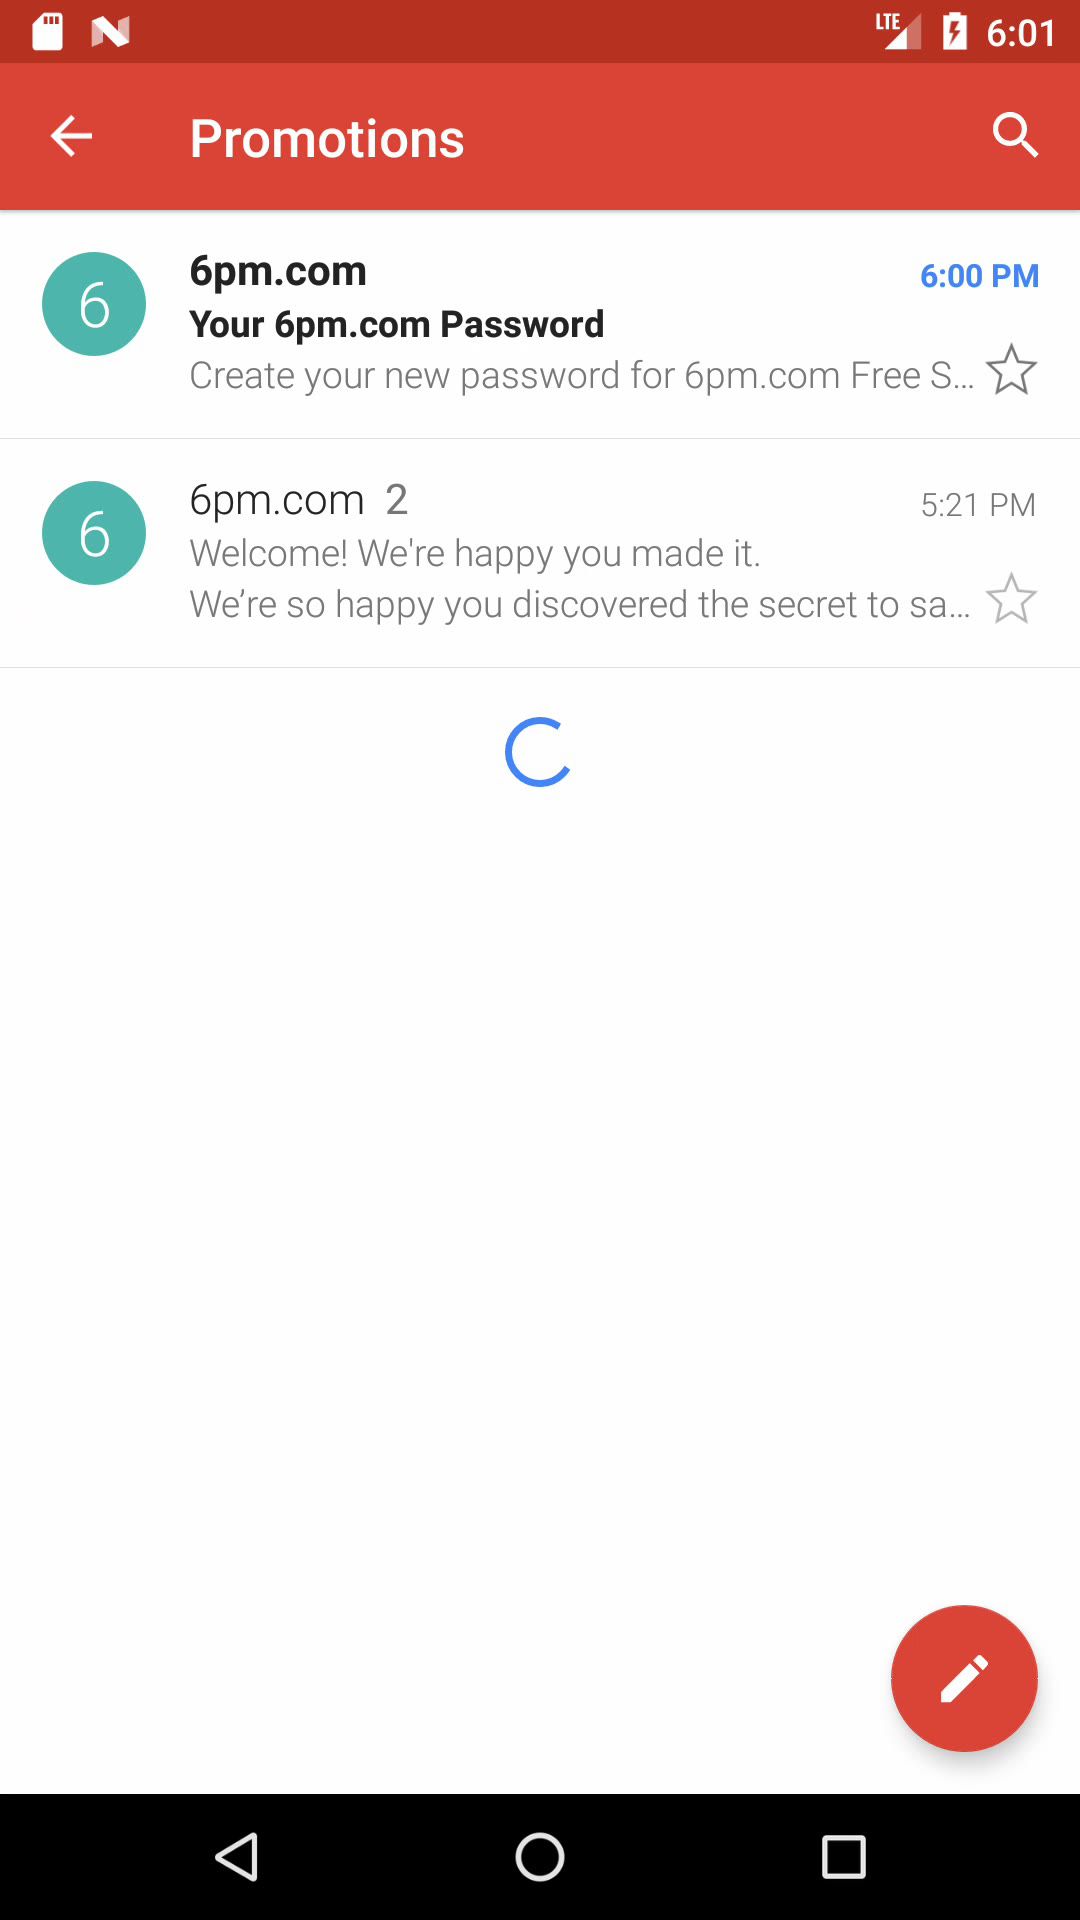 LTE 6:01
Promotions
6 6pm.com 6:00 PM
Your 6pm.com Password
Create your new password for 6pm.com Free S...
6 6pm.com 2 5:21 PM
Welcome! We're happy you made it.
We’re so happy you discovered the secret to sa...